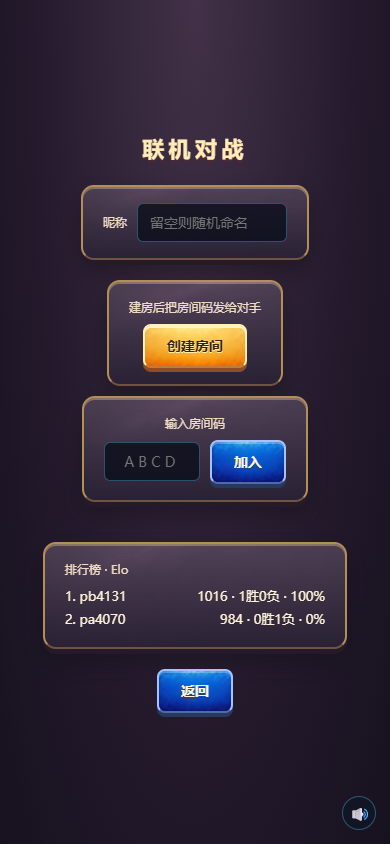 联机对战
昵称 留空则随机命名
建房后把房间码发给对手
创建房间
输入房间码
ABCD 加入
排行榜 · Elo
1. pb4131 1016 · 1胜0负 · 100%
2. pa4070 984 · 0胜1负 · 0%
返回